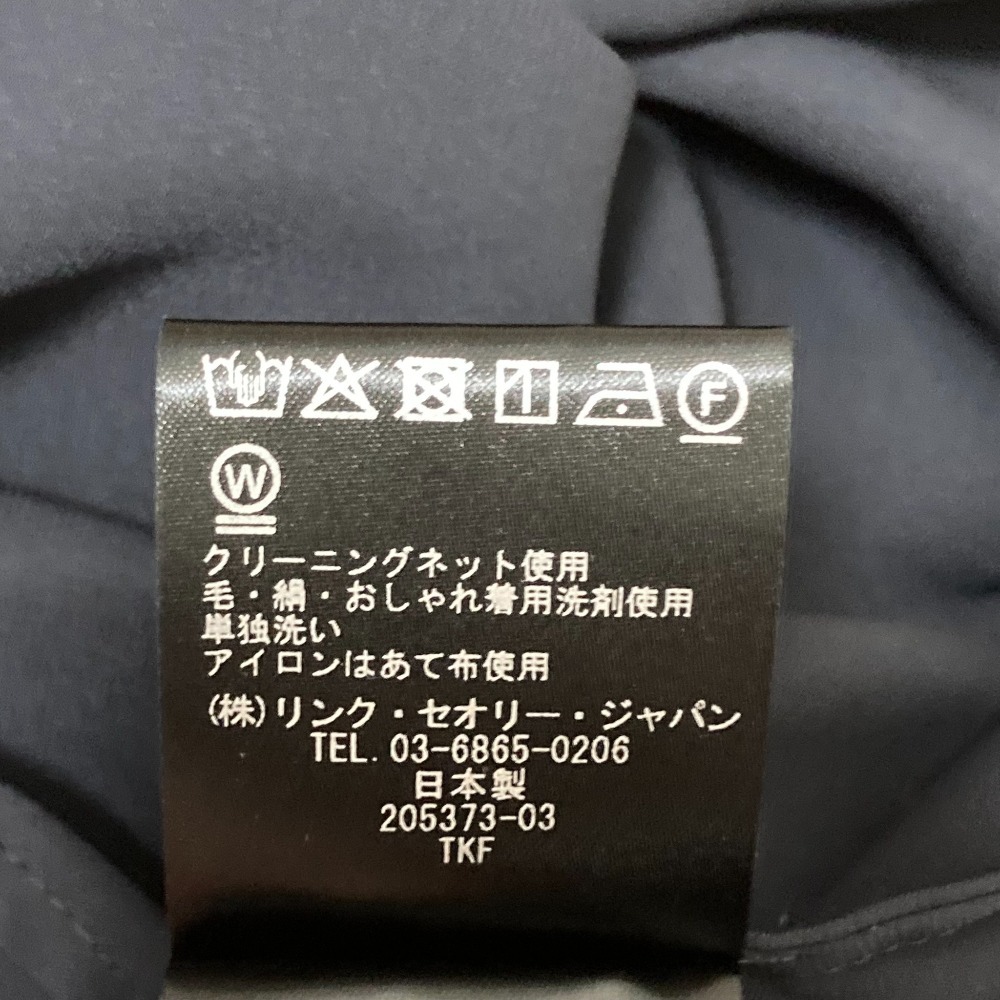 F
W
クリーニングネット使用
毛・絹・おしゃれ着用洗剤使用
単独洗い
アイロンはあて布使用
(株)リンク・セオリー・ジャパン
TEL. 03-6865-0206
日本製
205373-03
TKF